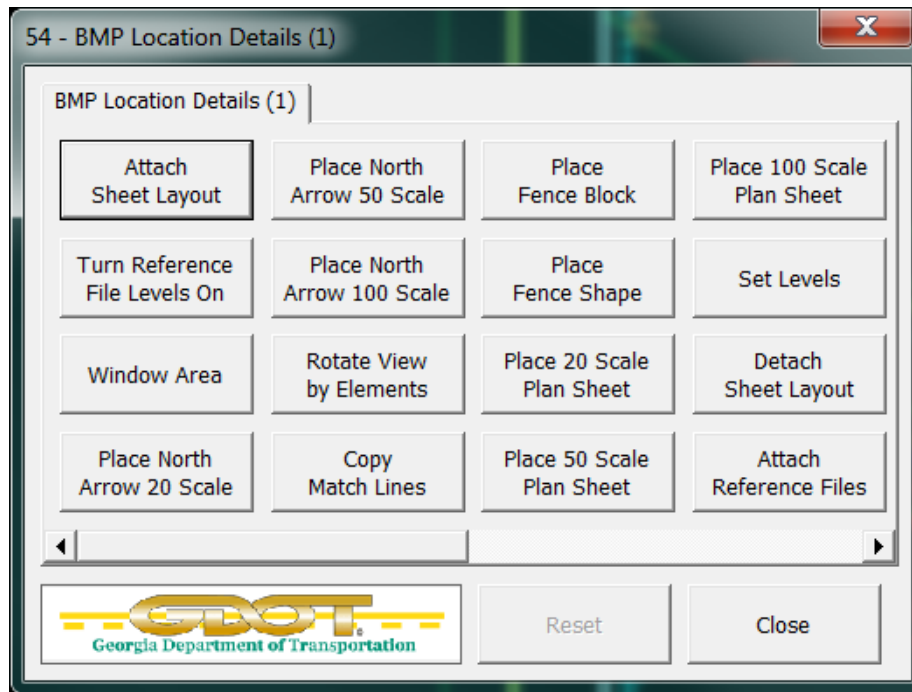 54 - BMP Location Details (1)
X
BMP Location Details (1)
Attach
Sheet Layout
Place North
Arrow 50 Scale
Place
Fence Block
Place 100 Scale
Plan Sheet
Turn Reference
File Levels On
Place North
Arrow 100 Scale
Place
Fence Shape
Set Levels
Window Area
Rotate View
by Elements
Place 20 Scale
Plan Sheet
Detach
Sheet Layout
Place North
Arrow 20 Scale
Copy
Match Lines
Place 50 Scale
Plan Sheet
Attach
Reference Files
GDOT®
Georgia Department of Transportation
Reset
Close